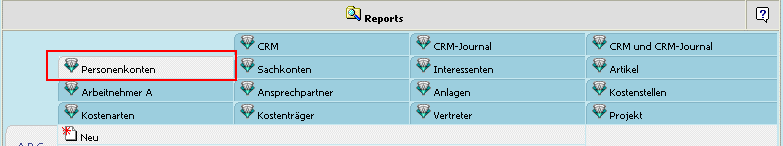 Reports
CRM CRM-Journal CRM und CRM-Journal
Personenkonten Sachkonten Interessenten Artikel
Arbeitnehmer A Ansprechpartner Anlagen Kostenstellen
Kostenarten Kostenträger Vertreter Projekt
Neu